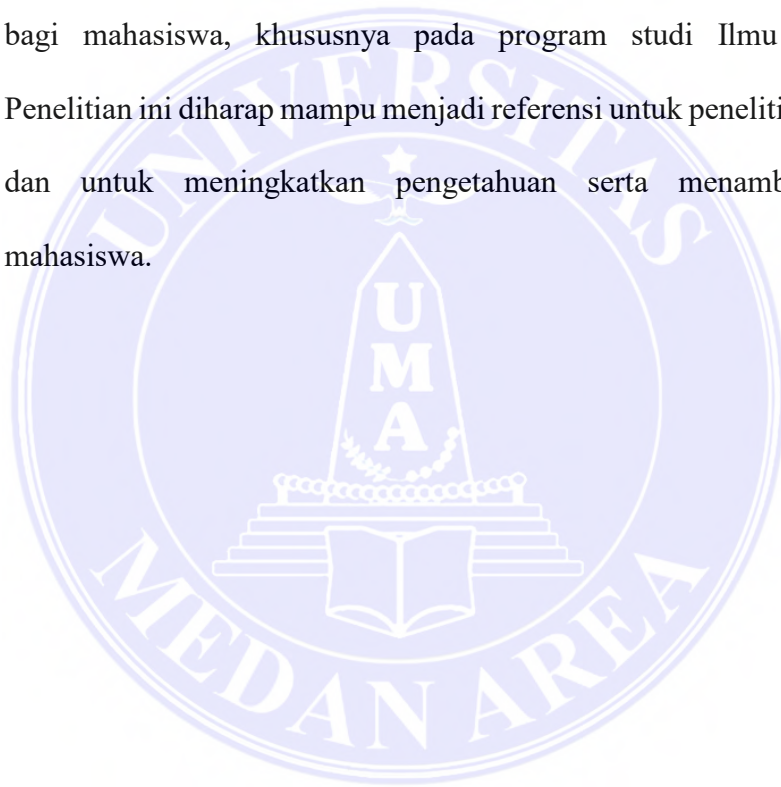 bagi mahasiswa, khususnya pada program studi Ilmu
Penelitian ini diharap mampu menjadi referensi untuk peneliti
dan untuk meningkatkan pengetahuan serta menamb
mahasiswa.
UNIVERSITAS
U
M
A
MEDAN AREA